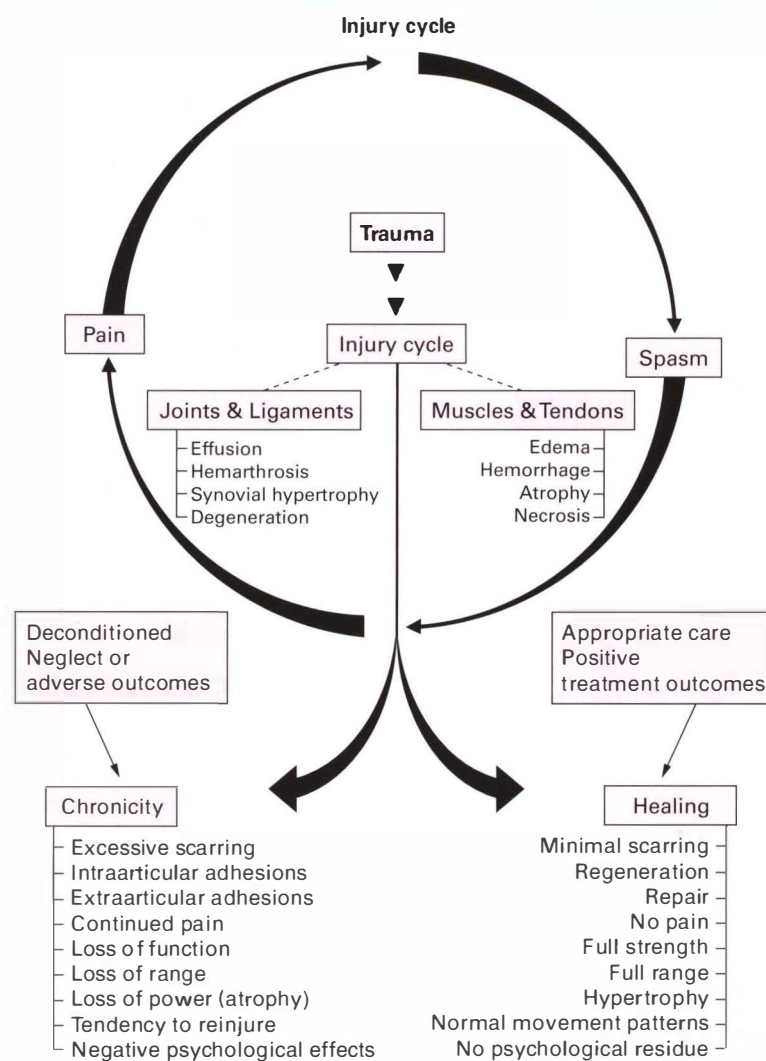 Injury cycle
Trauma
Pain
Injury cycle
Spasm
Joints & Ligaments
Effusion
Hemarthrosis
Synovial hypertrophy
Degeneration
Muscles & Tendons
Edema
Hemorrhage
Atrophy
Necrosis
Deconditioned
Neglect or
adverse outcomes
Appropriate care
Positive
treatment outcomes
Chronicity
Excessive scarring
Intraarticular adhesions
Extraarticular adhesions
Continued pain
Loss of function
Loss of range
Loss of power (atrophy)
Tendency to reinjure
Negative psychological effects
Healing
Minimal scarring
Regeneration
Repair
No pain
Full strength
Full range
Hypertrophy
Normal movement patterns
No psychological residue